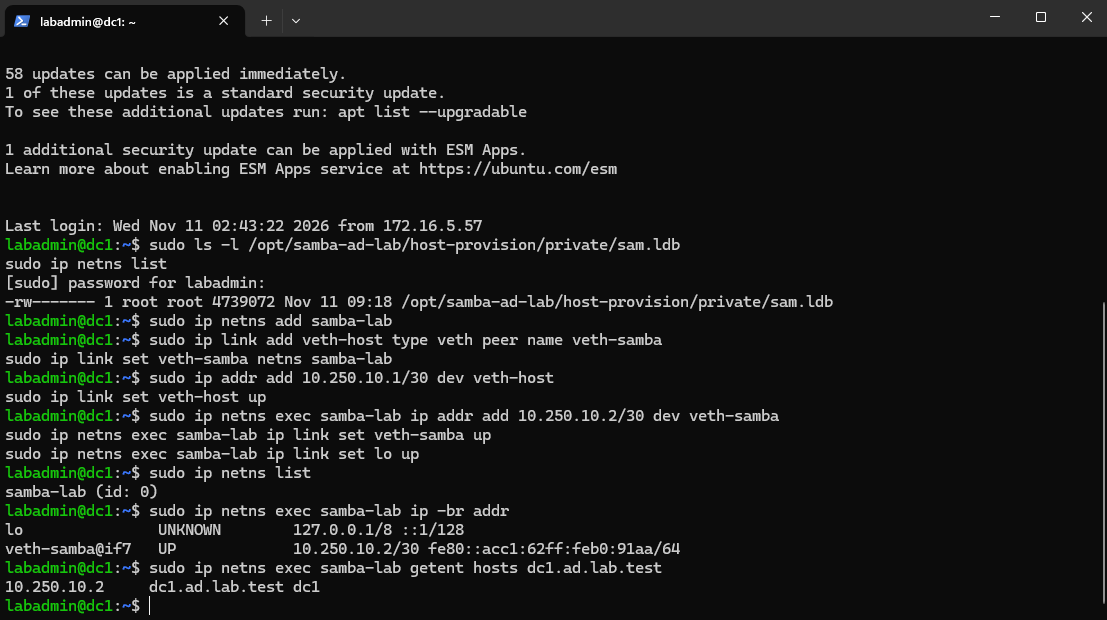 labadmin@dc1: ~
58 updates can be applied immediately.
1 of these updates is a standard security update.
To see these additional updates run: apt list --upgradable
1 additional security update can be applied with ESM Apps.
Learn more about enabling ESM Apps service at https://ubuntu.com/esm
Last login: Wed Nov 11 02:43:22 2026 from 172.16.5.57
labadmin@dc1:~$ sudo ls -l /opt/samba-ad-lab/host-provision/private/sam.ldb
sudo ip netns list
[sudo] password for labadmin:
-rw------- 1 root root 4739072 Nov 11 09:18 /opt/samba-ad-lab/host-provision/private/sam.ldb
labadmin@dc1:~$ sudo ip netns add samba-lab
labadmin@dc1:~$ sudo ip link add veth-host type veth peer name veth-samba
sudo ip link set veth-samba netns samba-lab
labadmin@dc1:~$ sudo ip addr add 10.250.10.1/30 dev veth-host
sudo ip link set veth-host up
labadmin@dc1:~$ sudo ip netns exec samba-lab ip addr add 10.250.10.2/30 dev veth-samba
sudo ip netns exec samba-lab ip link set veth-samba up
sudo ip netns exec samba-lab ip link set lo up
labadmin@dc1:~$ sudo ip netns list
samba-lab (id: 0)
labadmin@dc1:~$ sudo ip netns exec samba-lab ip -br addr
lo               UNKNOWN        127.0.0.1/8 ::1/128
veth-samba@if7   UP             10.250.10.2/30 fe80::acc1:62ff:feb0:91aa/64
labadmin@dc1:~$ sudo ip netns exec samba-lab getent hosts dc1.ad.lab.test
10.250.10.2     dc1.ad.lab.test dc1
labadmin@dc1:~$